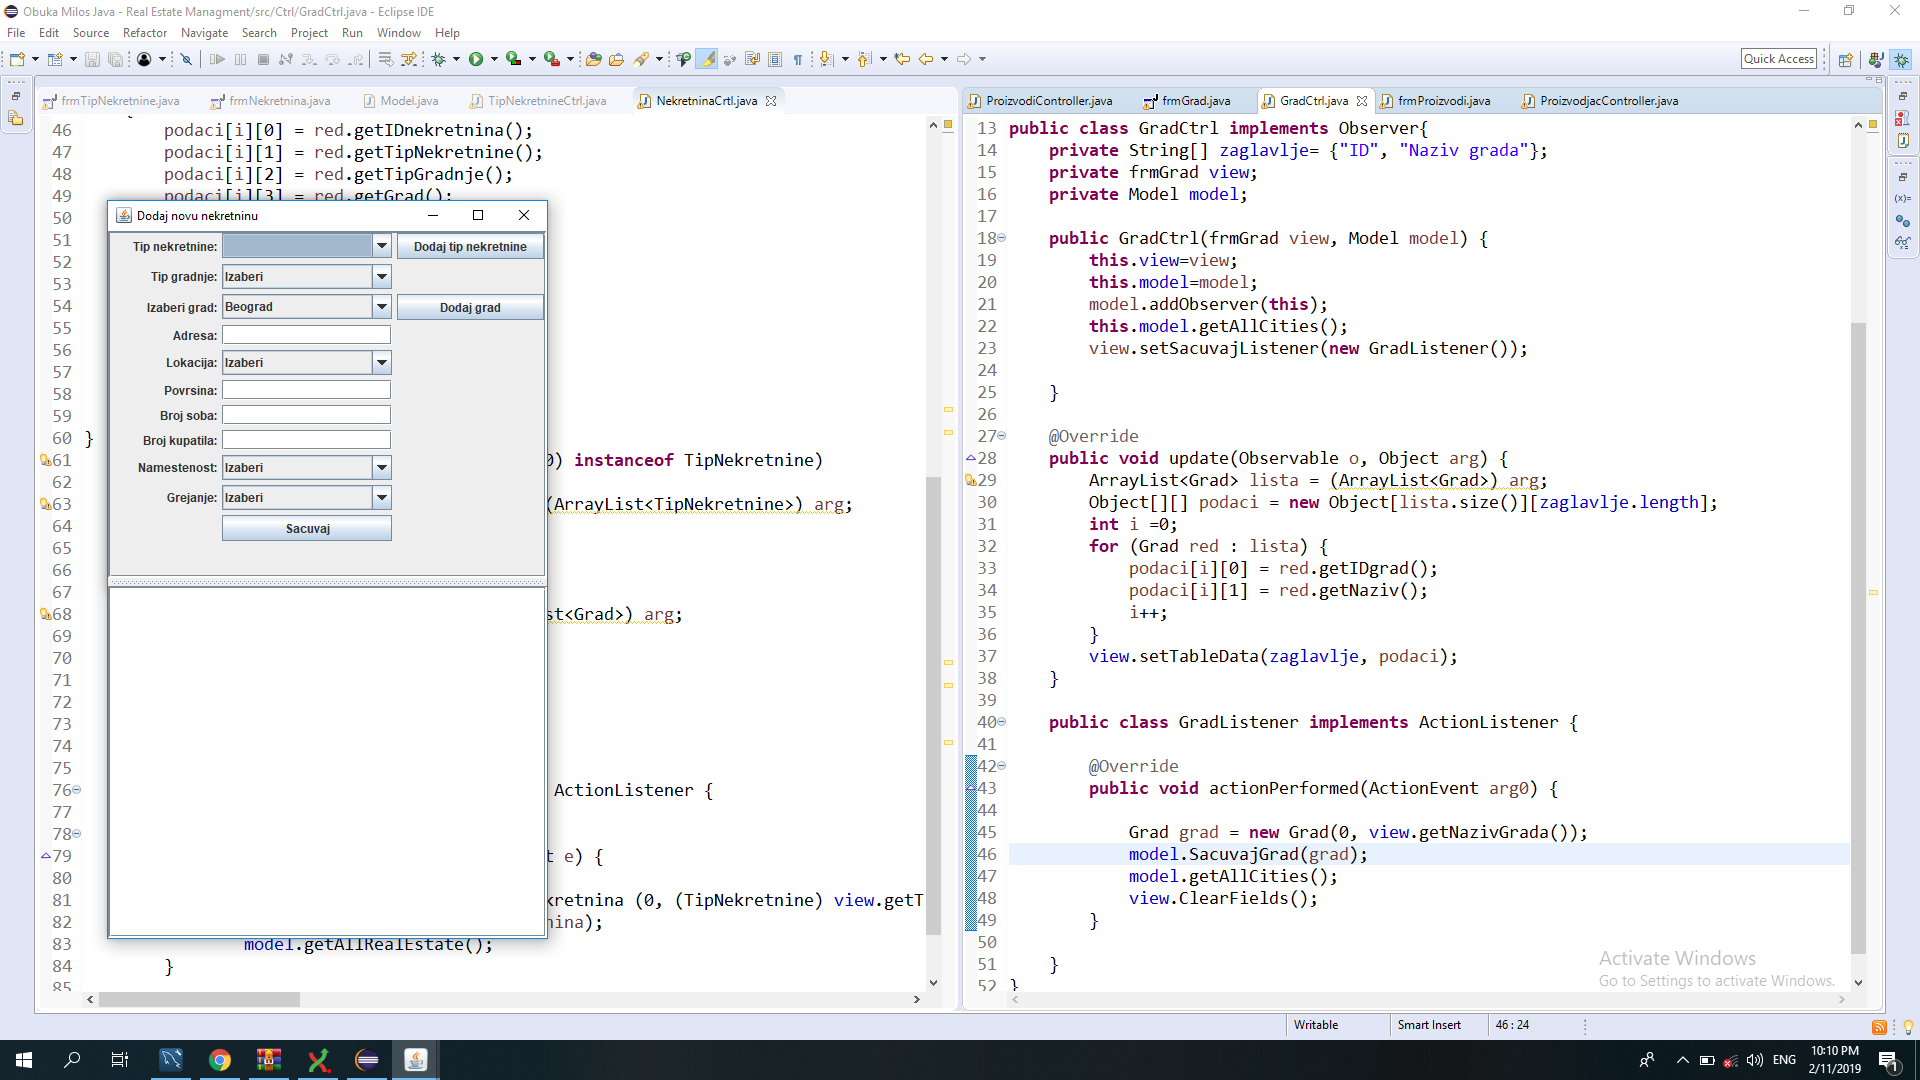 Obuka Milos Java - Real Estate Managment/src/Ctrl/GradCtrl.java - Eclipse IDE
File Edit Source Refactor Navigate Search Project Run Window Help
Quick Access
frmTipNekretnine.java frmNekretnina.java Model.java TipNekretnineCtrl.java NekretninaCrtl.java
46 podaci[i][0] = red.getIDnekretnina();
47 podaci[i][1] = red.getTipNekretnine();
48 podaci[i][2] = red.getTipGradnje();
49 podaci[i][3] = red.getGrad();
50
51
52
53
54
55
56
57
58
59
60 }
61 0) instanceof TipNekretnine)
62
63 (ArrayList<TipNekretnine>) arg;
64
65
66
67
68 st<Grad>) arg;
69
70
71
72
73
74
75
76 ActionListener {
77
78
79 t e) {
80
81 kretnina (0, (TipNekretnine) view.getT
82 nina);
83 model.getAllRealEstate();
84 }
85
Dodaj novu nekretninu
Tip nekretnine: Dodaj tip nekretnine
Tip gradnje: Izaberi
Izaberi grad: Beograd Dodaj grad
Adresa:
Lokacija: Izaberi
Povrsina:
Broj soba:
Broj kupatila:
Namestenost: Izaberi
Grejanje: Izaberi
Sacuvaj
ProizvodiController.java frmGrad.java GradCtrl.java frmProizvodi.java ProizvodjacController.java
13 public class GradCtrl implements Observer{
14 private String[] zaglavlje= {"ID", "Naziv grada"};
15 private frmGrad view;
16 private Model model;
17
18 public GradCtrl(frmGrad view, Model model) {
19 this.view=view;
20 this.model=model;
21 model.addObserver(this);
22 this.model.getAllCities();
23 view.setSacuvajListener(new GradListener());
24
25 }
26
27 @Override
28 public void update(Observable o, Object arg) {
29 ArrayList<Grad> lista = (ArrayList<Grad>) arg;
30 Object[][] podaci = new Object[lista.size()][zaglavlje.length];
31 int i =0;
32 for (Grad red : lista) {
33 podaci[i][0] = red.getIDgrad();
34 podaci[i][1] = red.getNaziv();
35 i++;
36 }
37 view.setTableData(zaglavlje, podaci);
38 }
39
40 public class GradListener implements ActionListener {
41
42 @Override
43 public void actionPerformed(ActionEvent arg0) {
44
45 Grad grad = new Grad(0, view.getNazivGrada());
46 model.SacuvajGrad(grad);
47 model.getAllCities();
48 view.ClearFields();
49 }
50
51 }
52 }
Activate Windows
Go to Settings to activate Windows.
Writable Smart Insert 46 : 24
ENG 10:10 PM
2/11/2019
1